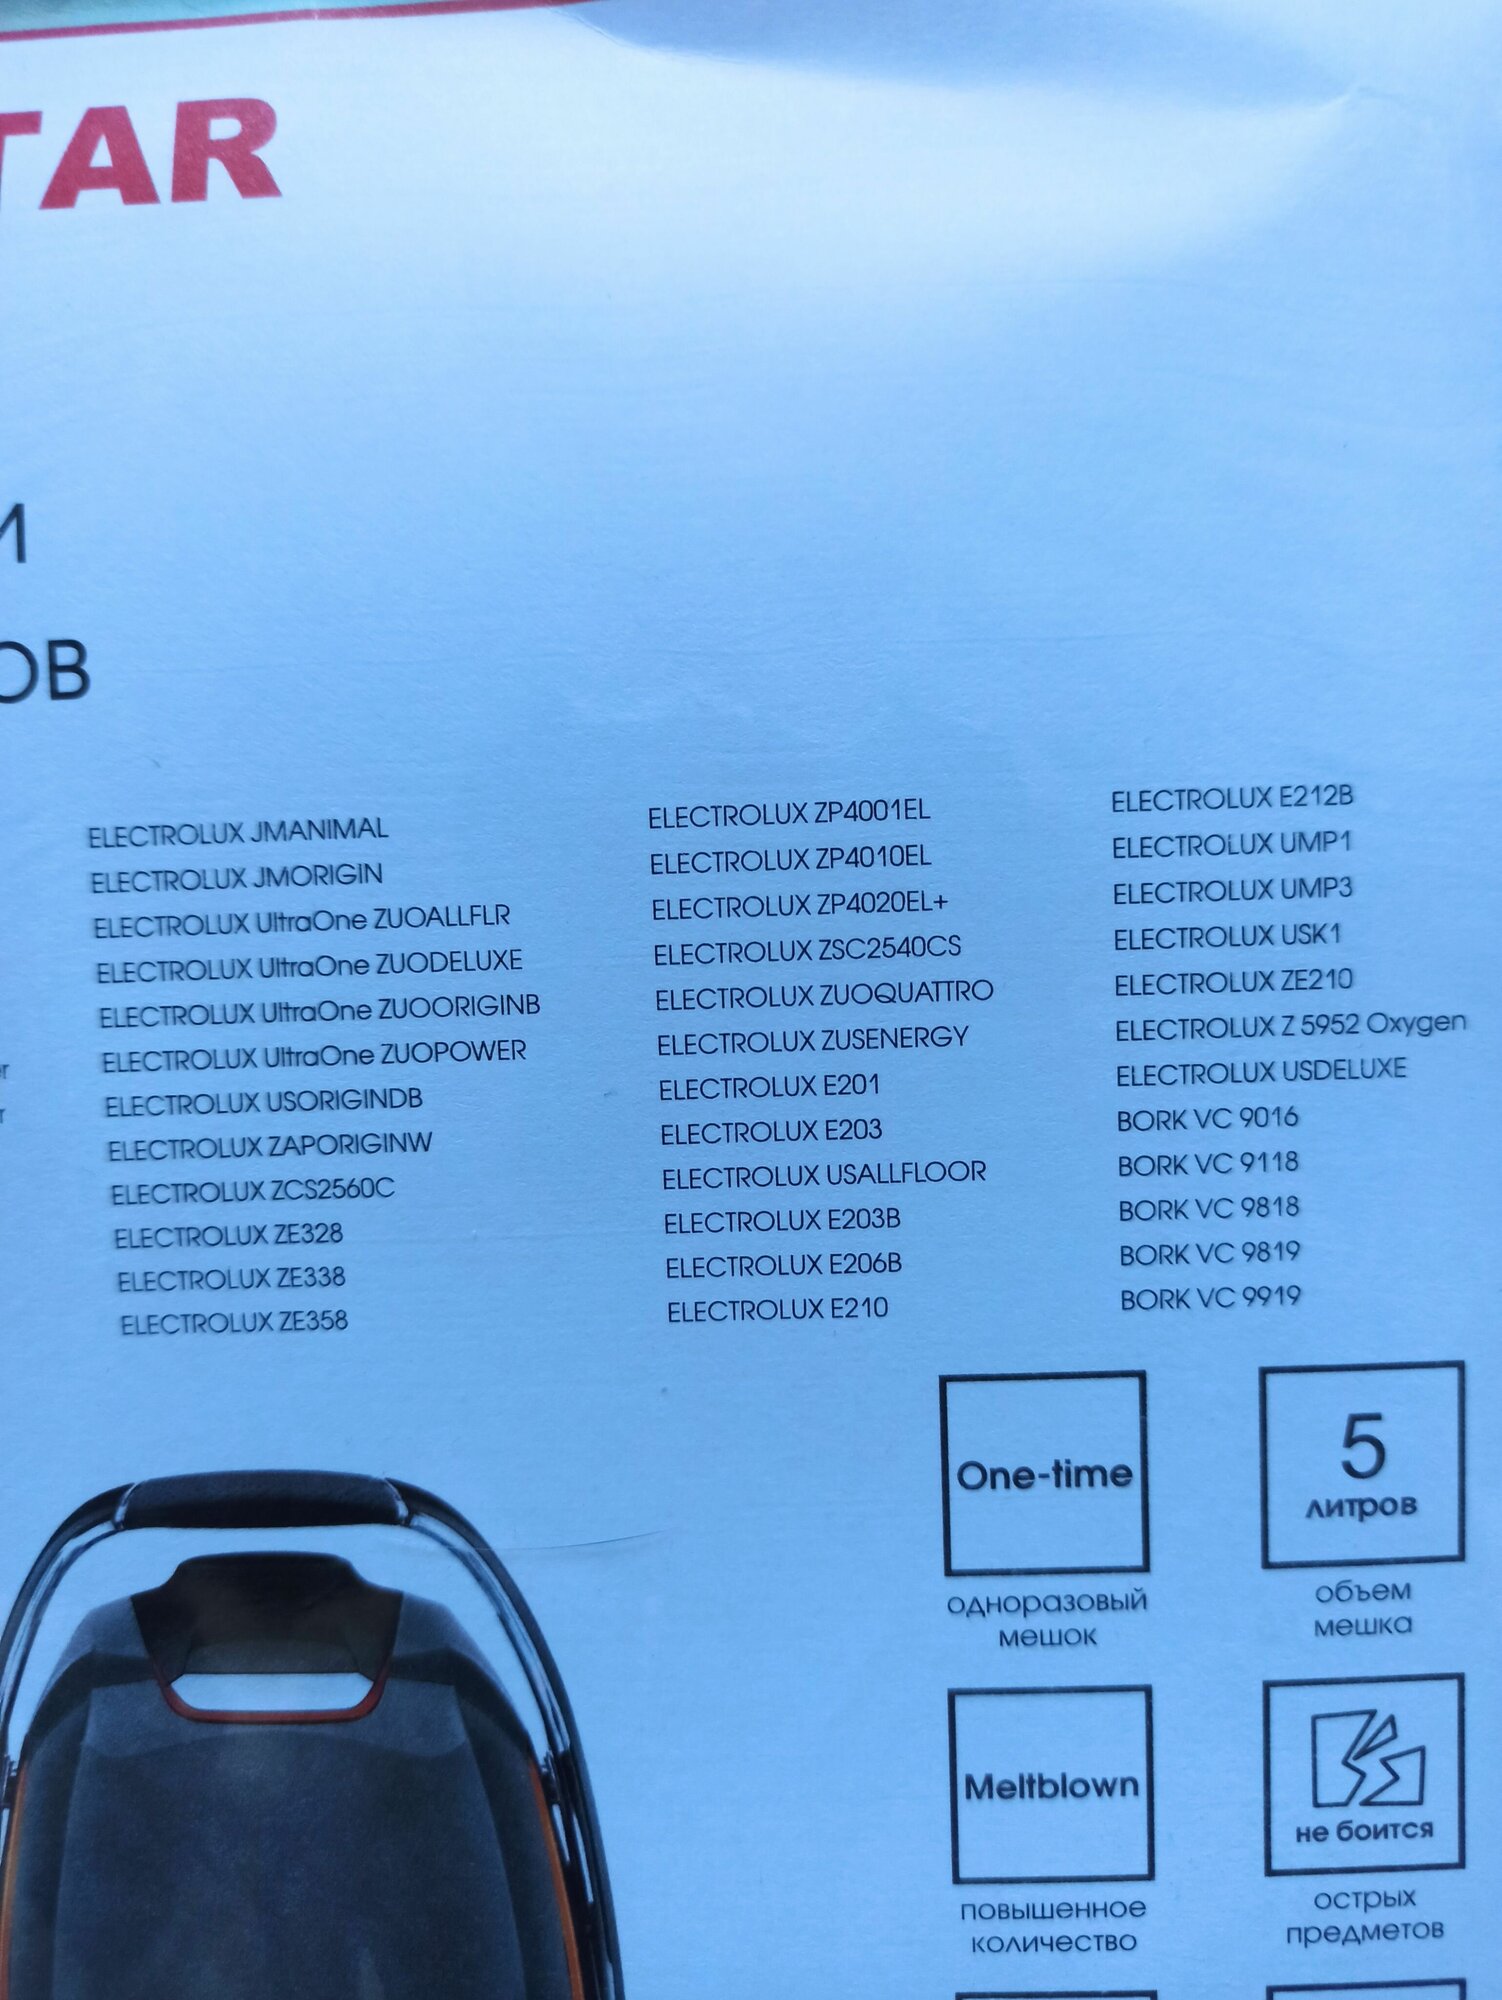 TAR
И
ОВ
ELECTROLUX JMANIMAL
ELECTROLUX JMORIGIN
ELECTROLUX UltraOne ZUOALLFLR
ELECTROLUX UltraOne ZUODELUXE
ELECTROLUX UltraOne ZUOORIGINB
ELECTROLUX UltraOne ZUOPOWER
ELECTROLUX USORIGINDB
ELECTROLUX ZAPORIGINW
ELECTROLUX ZCS2560C
ELECTROLUX ZE328
ELECTROLUX ZE338
ELECTROLUX ZE358
ELECTROLUX ZP4001EL
ELECTROLUX ZP4010EL
ELECTROLUX ZP4020EL+
ELECTROLUX ZSC2540CS
ELECTROLUX ZUOQUATTRO
ELECTROLUX ZUSENERGY
ELECTROLUX E201
ELECTROLUX E203
ELECTROLUX USALLFLOOR
ELECTROLUX E203B
ELECTROLUX E206B
ELECTROLUX E210
ELECTROLUX E212B
ELECTROLUX UMP1
ELECTROLUX UMP3
ELECTROLUX USK1
ELECTROLUX ZE210
ELECTROLUX Z 5952 Oxygen
ELECTROLUX USDELUXE
BORK VC 9016
BORK VC 9118
BORK VC 9818
BORK VC 9819
BORK VC 9919
One-time
одноразовый
мешок
5
литров
объем
мешка
Meltblown
повышенное
количество
не боится
острых
предметов